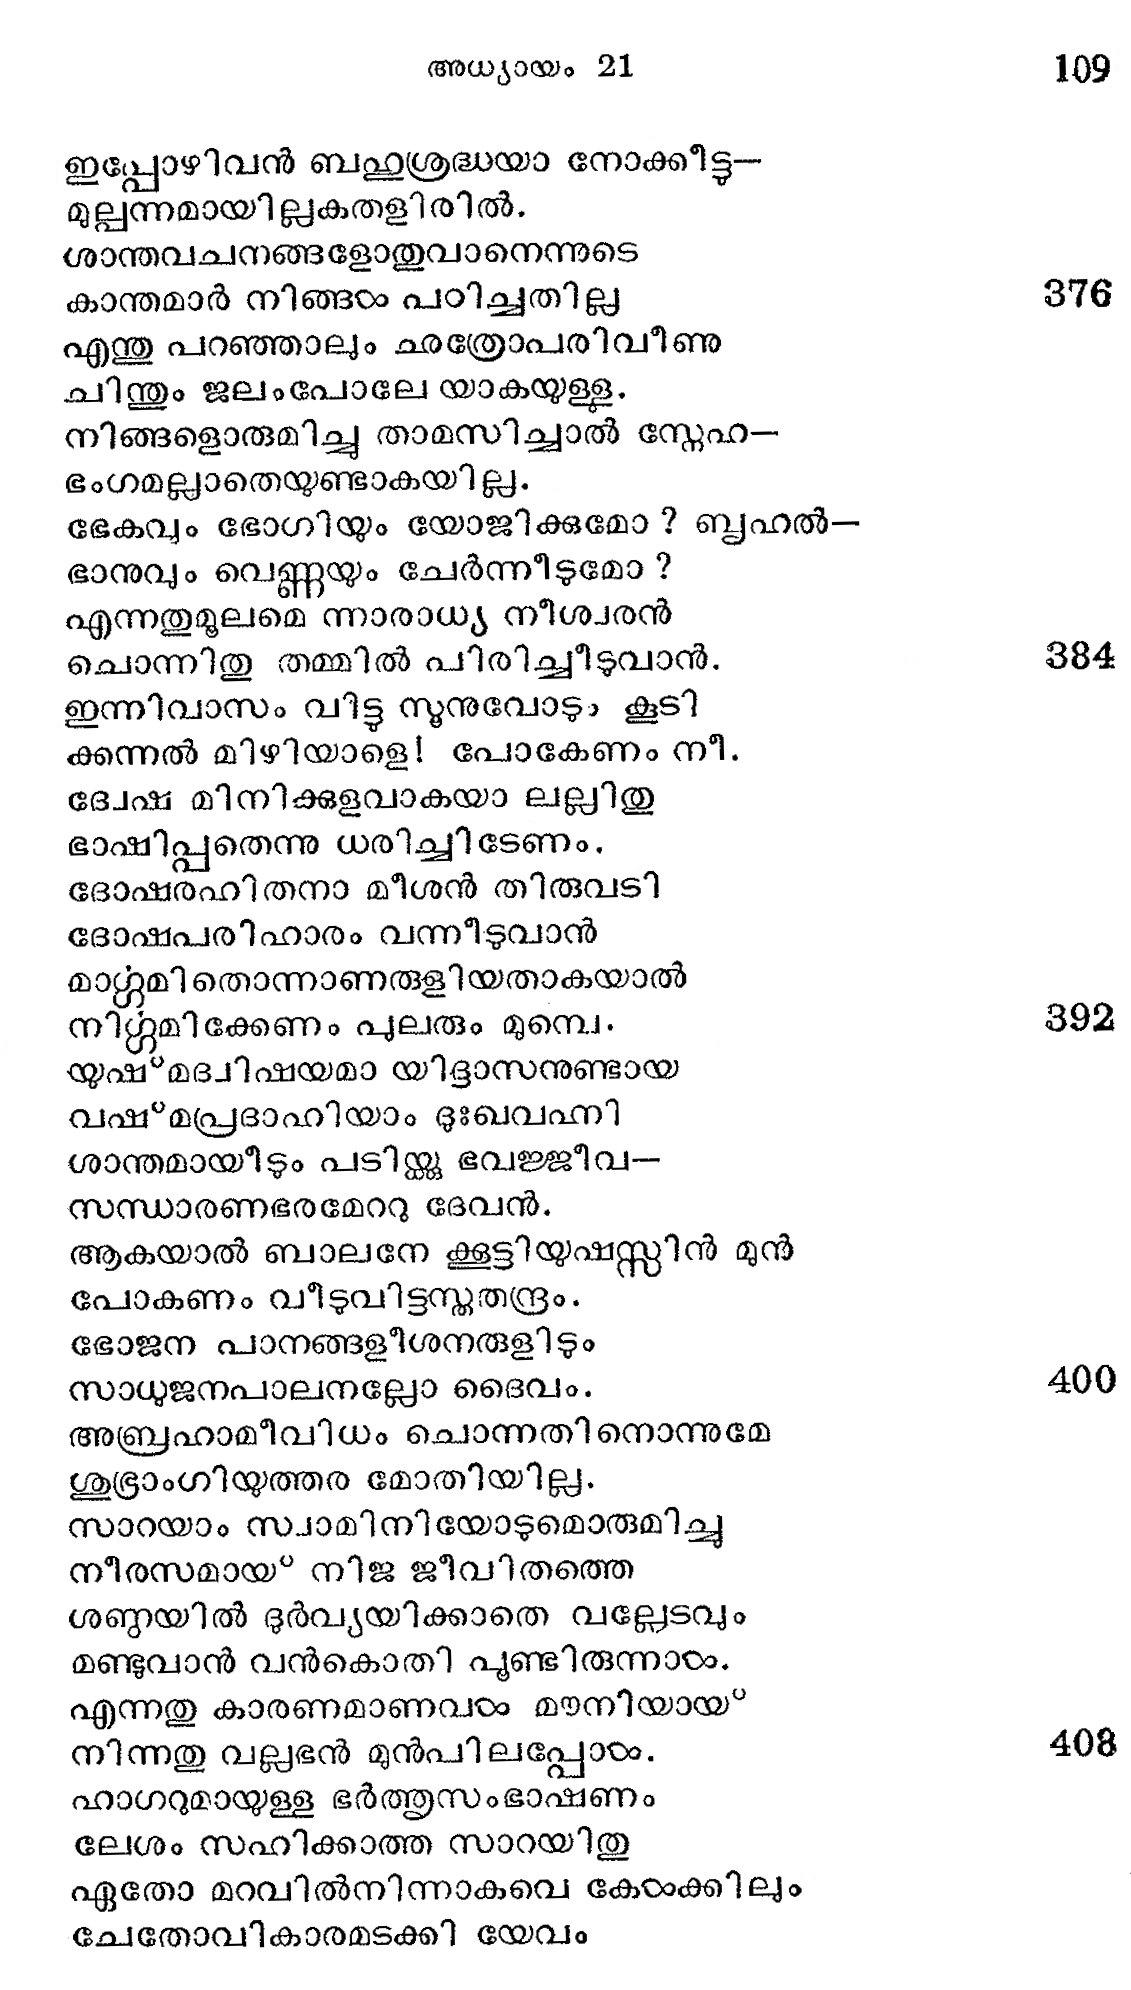 അധ്യായം 21 109
ഇപ്പോഴിവൻ ബഹുശ്രദ്ധയാ നോക്കീട്ടു—
മുല്പന്നമായില്ലകതളിരിൽ.
ശാന്തവചനങ്ങളോതുവാനെന്നുടെ
കാന്തമാർ നിങ്ങൾ പഠിച്ചതില്ല 376
എന്തു പറഞ്ഞാലും ഛത്രോപരിവീണു
ചിന്തും ജലംപോലേ യാകയുള്ളു.
നിങ്ങളൊരുമിച്ചു താമസിച്ചാൽ സ്നേഹ—
ഭംഗമല്ലാതെയുണ്ടാകയില്ല.
ഭേകവും ഭോഗിയും യോജിക്കുമോ? ബൃഹൽ—
ഭാനുവും വെണ്ണയും ചേർന്നീടുമോ?
എന്നതുമൂലമെ ന്നാരാധ്യ നീശ്വരൻ
ചൊന്നിതു തമ്മിൽ പിരിച്ചീടുവാൻ. 384
ഇന്നിവാസം വിട്ടു സൂനുവോടും കൂടി
ക്കന്നൽ മിഴിയാളെ! പോകേണം നീ.
ദ്വേഷ മിനിക്കുളവാകയാ ലല്ലിതു
ഭാഷിപ്പതെന്നു ധരിച്ചിടേണം.
ദോഷരഹിതനാ മീശൻ തിരുവടി
ദോഷപരിഹാരം വന്നീടുവാൻ
മാർഗ്ഗമിതൊന്നാണരുളിയതാകയാൽ
നിർഗ്ഗമിക്കേണം പുലരും മുമ്പെ. 392
യുഷ്മദ്വിഷയമാ യിദ്ദാസനുണ്ടായ
വഷ്മപ്രദാഹിയാം ദുഃഖവഹ്നി
ശാന്തമായീടും പടിയ്ക്കു ഭവജ്ജീവ—
സന്ധാരണഭരമേററു ദേവൻ.
ആകയാൽ ബാലനേ ക്കൂട്ടിയുഷസ്സിൻ മുൻ
പോകണം വീടുവിട്ടസ്തതന്ദ്രം.
ഭോജന പാനങ്ങളീശനരുളിടും
സാധുജനപാലനല്ലോ ദൈവം. 400
അബ്രഹാമീവിധം ചൊന്നതിനൊന്നുമേ
ശുഭ്രാംഗിയുത്തര മോതിയില്ല.
സാറയാം സ്വാമിനിയോടുമൊരുമിച്ചു
നീരസമായ് നിജ ജീവിതത്തെ
ശണ്ഠയിൽ ദുർവ്യയിക്കാതെ വല്ലേടവും
മണ്ടുവാൻ വൻകൊതി പൂണ്ടിരുന്നാൾ.
എന്നതു കാരണമാണവൾ മൗനിയായ്
നിന്നതു വല്ലഭൻ മുൻപിലപ്പോൾ. 408
ഹാഗറുമായുള്ള ഭർത്തൃസംഭാഷണം
ലേശം സഹിക്കാത്ത സാറയിതു
ഏതോ മറവിൽനിന്നാകവെ കേൾക്കിലും
ചേതോവികാരമടക്കി യേവം